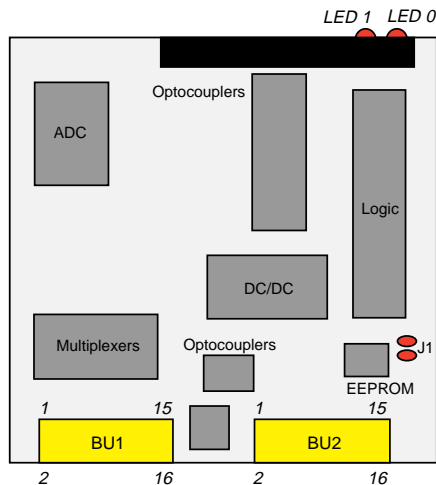 LED 1 LED 0
Optocouplers
ADC
Logic
DC/DC
Multiplexers
Optocouplers
J1
EEPROM
1 15 1 15
BU1 BU2
2 16 2 16